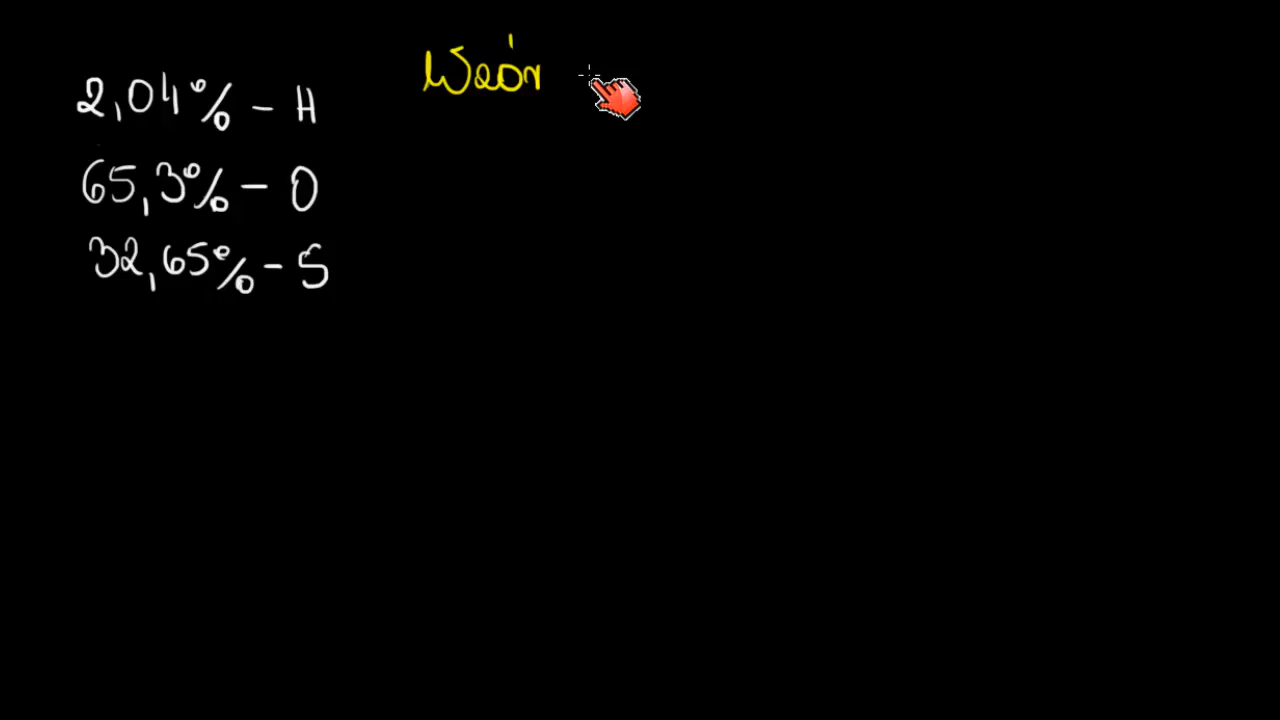 2,04% - H
65,3% - O
32,65% - S
Wzór